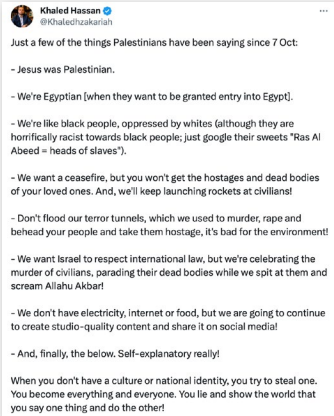 Khaled Hassan
@Khaledhzakariah
Just a few of the things Palestinians have been saying since 7 Oct:
- Jesus was Palestinian.
- We're Egyptian [when they want to be granted entry into Egypt].
- We're like black people, oppressed by whites (although they are
horrifically racist towards black people; just google their sweets "Ras Al
Abeed = heads of slaves").
- We want a ceasefire, but you won't get the hostages and dead bodies
of your loved ones. And, we'll keep launching rockets at civilians!
- Don't flood our terror tunnels, which we used to murder, rape and
behead your people and take them hostage, it's bad for the environment!
- We want Israel to respect international law, but we're celebrating the
murder of civilians, parading their dead bodies while we spit at them and
scream Allahu Akbar!
- We don't have electricity, internet or food, but we are going to continue
to create studio-quality content and share it on social media!
- And, finally, the below. Self-explanatory really!
When you don't have a culture or national identity, you try to steal one.
You become everything and everyone. You lie and show the world that
you say one thing and do the other!